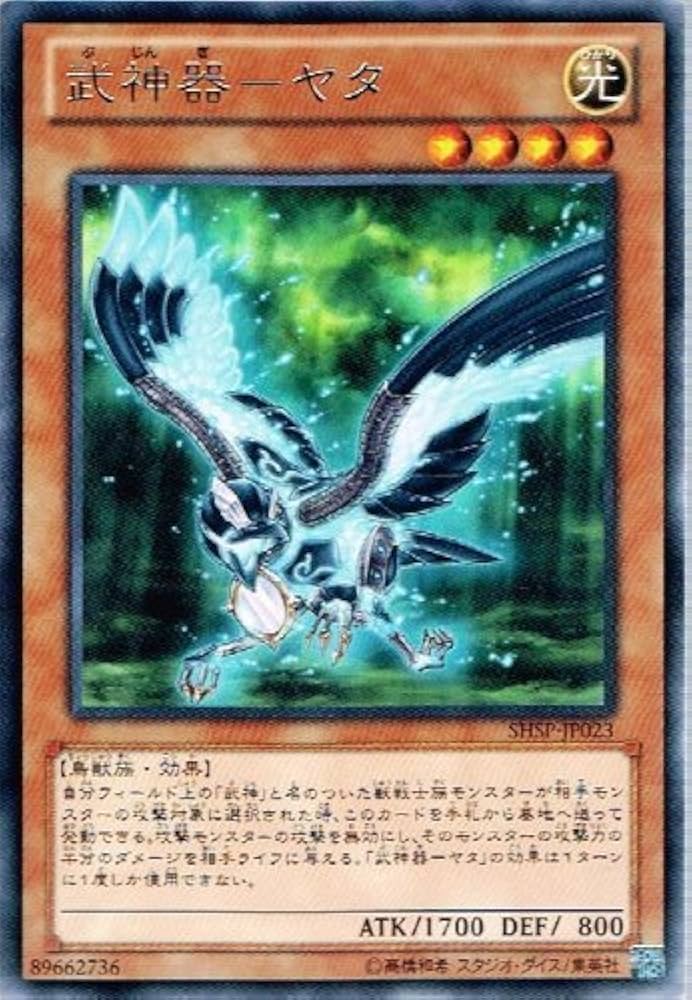 武神器－ヤタ
光
SHSP-JP023
【鳥獣族・効果】
自分フィールド上の「武神」と名のついた獣戦士族モンスターが相手モン
スターの攻撃対象に選択された時、このカードを手札から墓地へ送って
発動できる。攻撃モンスターの攻撃を無効にし、そのモンスターの攻撃力の
半分のダメージを相手ライフに与える。「武神器－ヤタ」の効果は1ターン
に1度しか使用できない。
ATK/1700 DEF/ 800
89662736
©高橋和希 スタジオ・ダイス/集英社